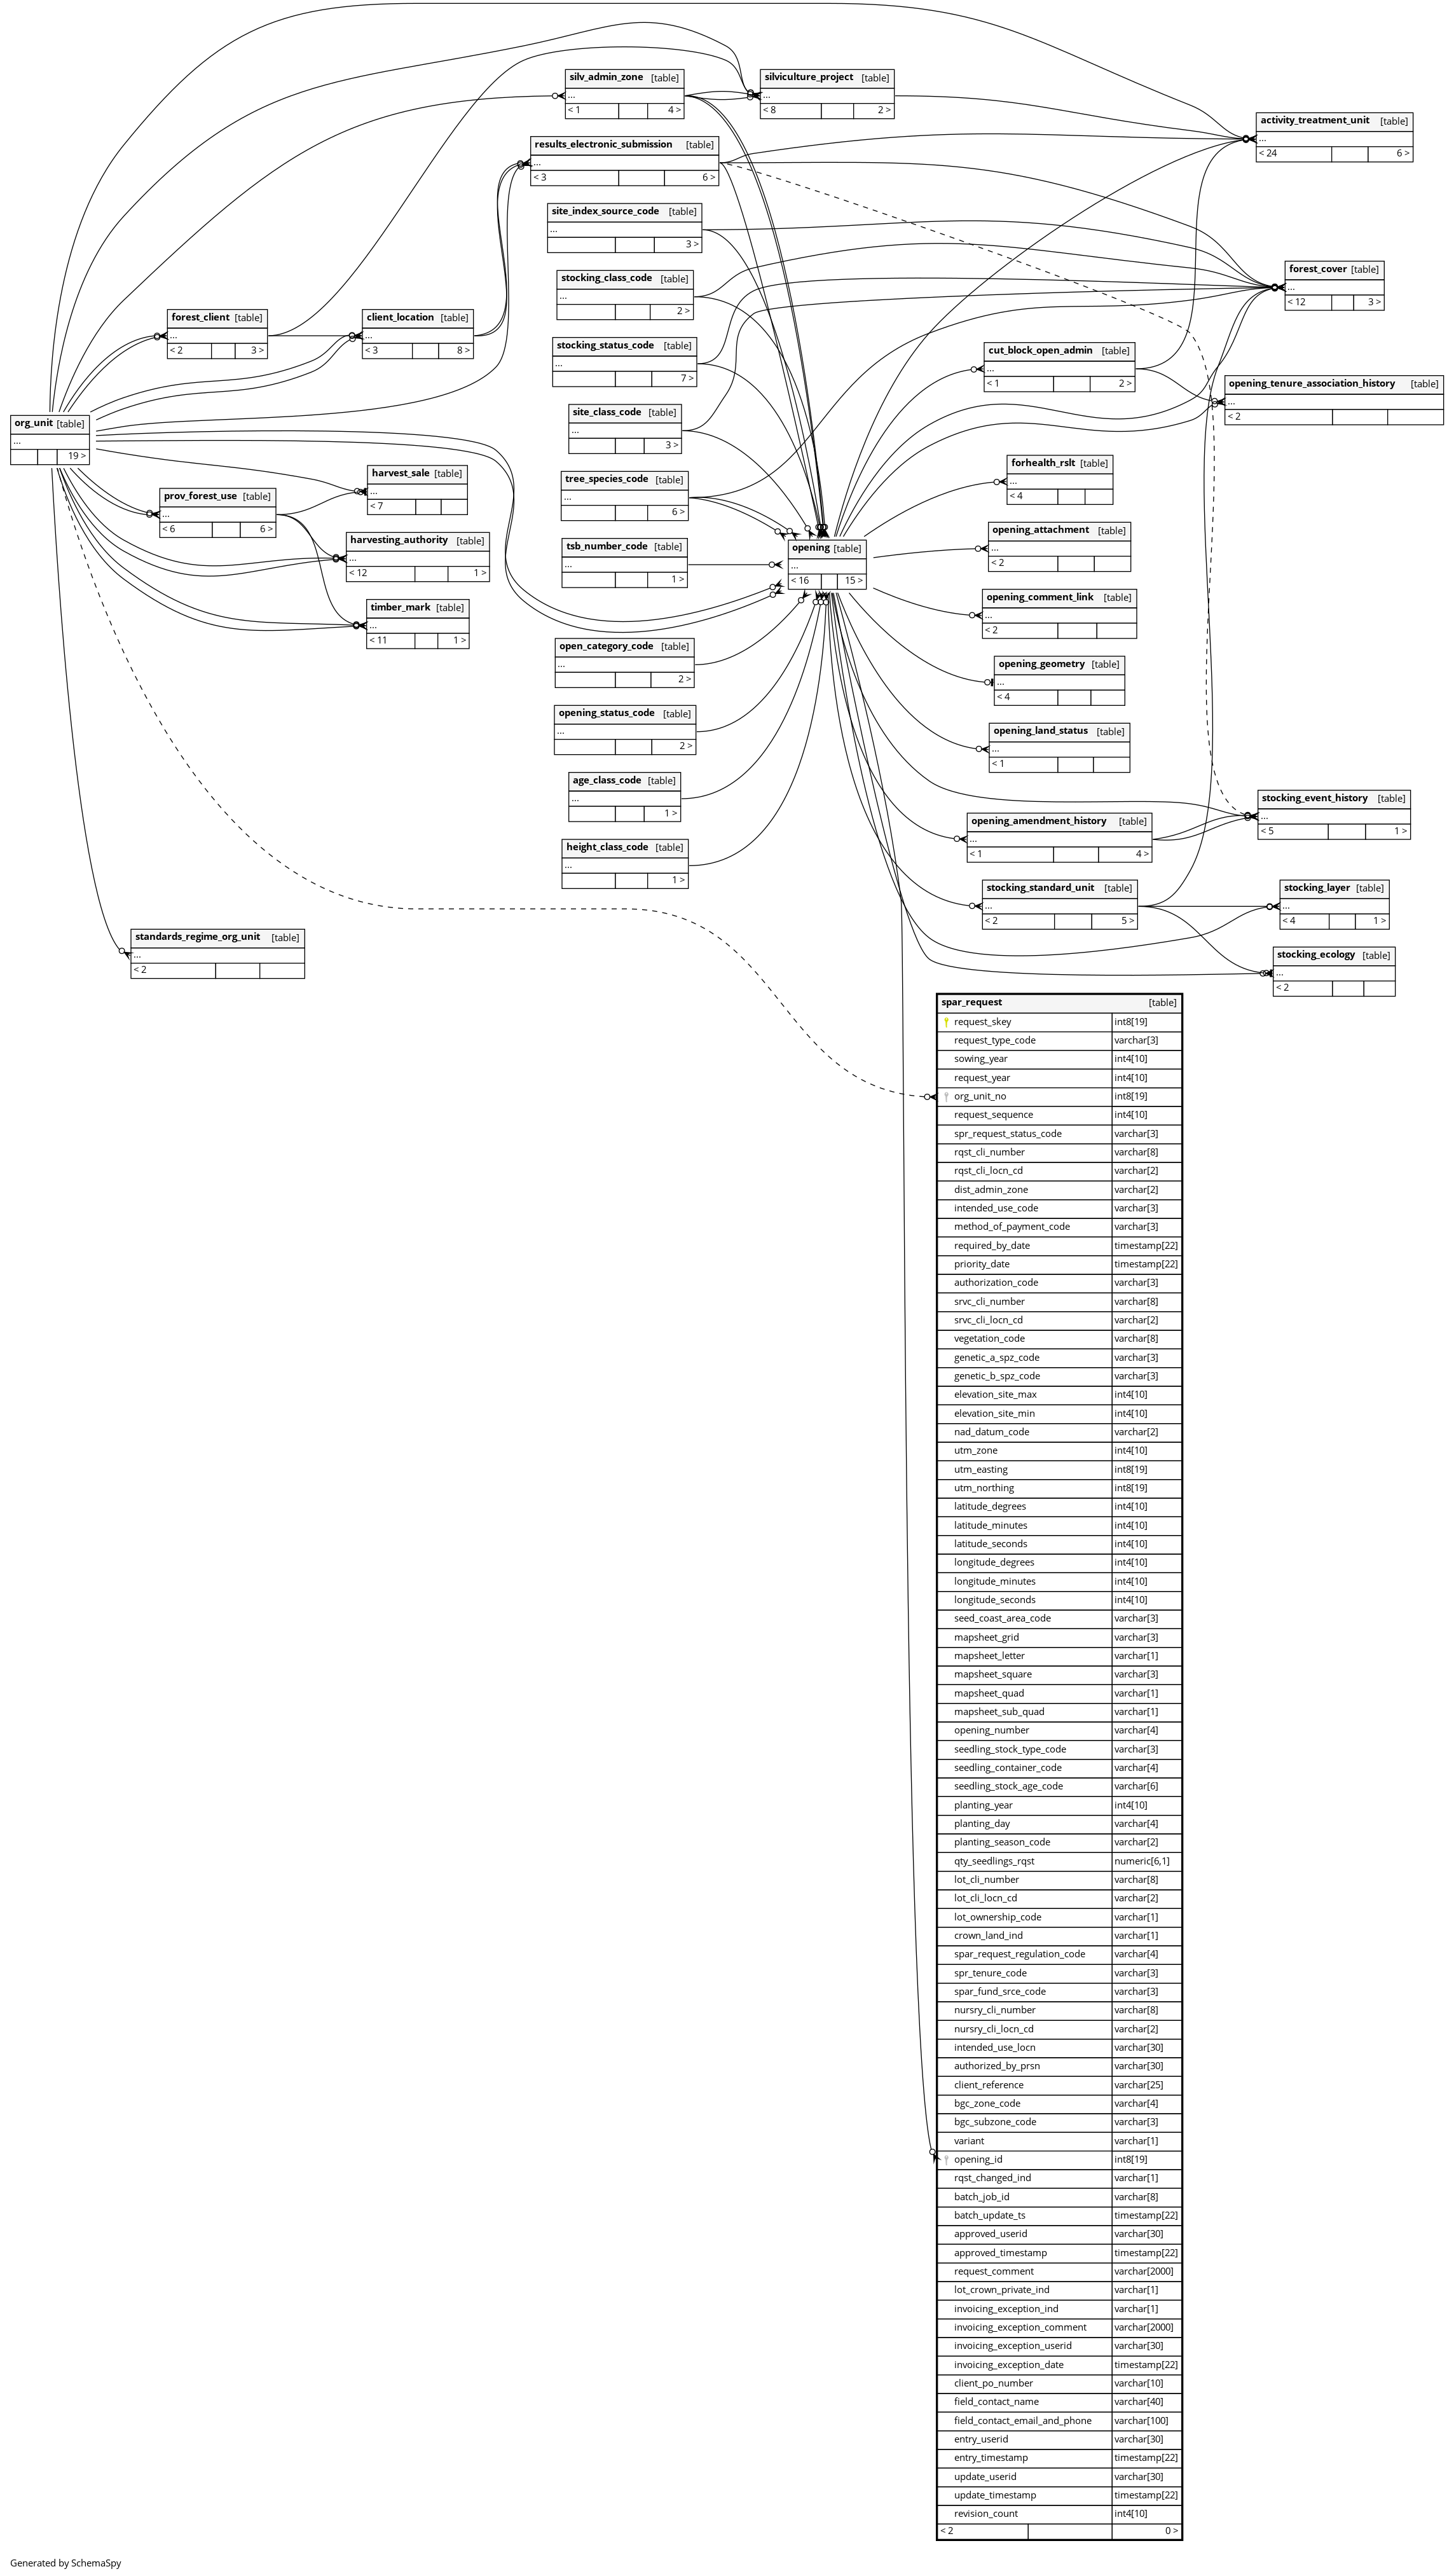 silv_admin_zone [table]
...
< 1 4 >
silviculture_project [table]
...
< 8 2 >
activity_treatment_unit [table]
...
< 24 6 >
results_electronic_submission [table]
...
< 3 6 >
site_index_source_code [table]
...
3 >
stocking_class_code [table]
...
2 >
forest_cover [table]
...
< 12 3 >
forest_client [table]
...
< 2 3 >
client_location [table]
...
< 3 8 >
stocking_status_code [table]
...
7 >
cut_block_open_admin [table]
...
< 1 2 >
opening_tenure_association_history [table]
...
< 2
site_class_code [table]
...
3 >
org_unit [table]
...
19 >
harvest_sale [table]
...
< 7
forhealth_rslt [table]
...
< 4
tree_species_code [table]
...
6 >
prov_forest_use [table]
...
< 6 6 >
opening_attachment [table]
...
< 2
harvesting_authority [table]
...
< 12 1 >
tsb_number_code [table]
...
1 >
opening [table]
...
< 16 15 >
opening_comment_link [table]
...
< 2
timber_mark [table]
...
< 11 1 >
open_category_code [table]
...
2 >
opening_geometry [table]
...
< 4
opening_status_code [table]
...
2 >
opening_land_status [table]
...
< 1
age_class_code [table]
...
1 >
stocking_event_history [table]
...
< 5 1 >
opening_amendment_history [table]
...
< 1 4 >
height_class_code [table]
...
1 >
stocking_standard_unit [table]
...
< 2 5 >
stocking_layer [table]
...
< 4 1 >
standards_regime_org_unit [table]
...
< 2
stocking_ecology [table]
...
< 2
spar_request [table]
request_skey int8[19]
request_type_code varchar[3]
sowing_year int4[10]
request_year int4[10]
org_unit_no int8[19]
request_sequence int4[10]
spr_request_status_code varchar[3]
rqst_cli_number varchar[8]
rqst_cli_locn_cd varchar[2]
dist_admin_zone varchar[2]
intended_use_code varchar[3]
method_of_payment_code varchar[3]
required_by_date timestamp[22]
priority_date timestamp[22]
authorization_code varchar[3]
srvc_cli_number varchar[8]
srvc_cli_locn_cd varchar[2]
vegetation_code varchar[8]
genetic_a_spz_code varchar[3]
genetic_b_spz_code varchar[3]
elevation_site_max int4[10]
elevation_site_min int4[10]
nad_datum_code varchar[2]
utm_zone int4[10]
utm_easting int8[19]
utm_northing int8[19]
latitude_degrees int4[10]
latitude_minutes int4[10]
latitude_seconds int4[10]
longitude_degrees int4[10]
longitude_minutes int4[10]
longitude_seconds int4[10]
seed_coast_area_code varchar[3]
mapsheet_grid varchar[3]
mapsheet_letter varchar[1]
mapsheet_square varchar[3]
mapsheet_quad varchar[1]
mapsheet_sub_quad varchar[1]
opening_number varchar[4]
seedling_stock_type_code varchar[3]
seedling_container_code varchar[4]
seedling_stock_age_code varchar[6]
planting_year int4[10]
planting_day varchar[4]
planting_season_code varchar[2]
qty_seedlings_rqst numeric[6,1]
lot_cli_number varchar[8]
lot_cli_locn_cd varchar[2]
lot_ownership_code varchar[1]
crown_land_ind varchar[1]
spar_request_regulation_code varchar[4]
spr_tenure_code varchar[3]
spar_fund_srce_code varchar[3]
nursry_cli_number varchar[8]
nursry_cli_locn_cd varchar[2]
intended_use_locn varchar[30]
authorized_by_prsn varchar[30]
client_reference varchar[25]
bgc_zone_code varchar[4]
bgc_subzone_code varchar[3]
variant varchar[1]
opening_id int8[19]
rqst_changed_ind varchar[1]
batch_job_id varchar[8]
batch_update_ts timestamp[22]
approved_userid varchar[30]
approved_timestamp timestamp[22]
request_comment varchar[2000]
lot_crown_private_ind varchar[1]
invoicing_exception_ind varchar[1]
invoicing_exception_comment varchar[2000]
invoicing_exception_userid varchar[30]
invoicing_exception_date timestamp[22]
client_po_number varchar[10]
field_contact_name varchar[40]
field_contact_email_and_phone varchar[100]
entry_userid varchar[30]
entry_timestamp timestamp[22]
update_userid varchar[30]
update_timestamp timestamp[22]
revision_count int4[10]
< 2 0 >
Generated by SchemaSpy